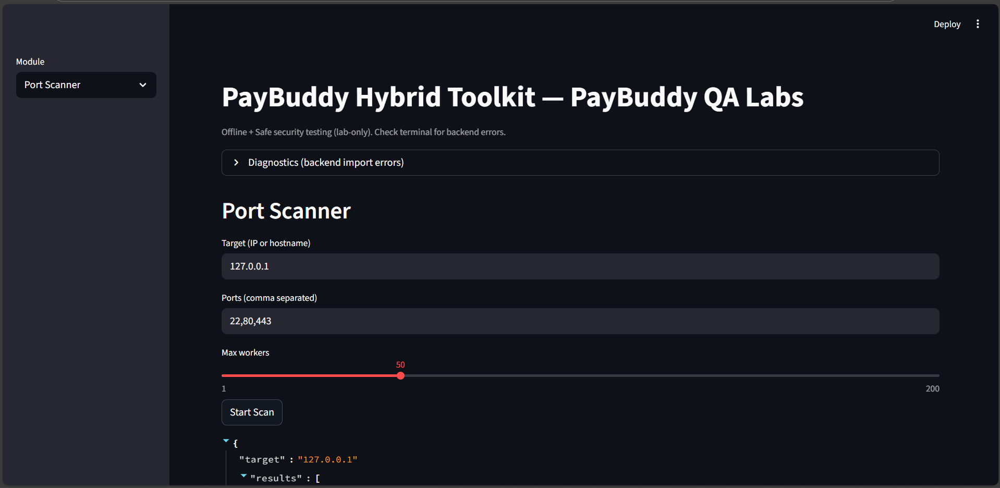 Deploy
Module
Port Scanner
PayBuddy Hybrid Toolkit — PayBuddy QA Labs
Offline + Safe security testing (lab-only). Check terminal for backend errors.
Diagnostics (backend import errors)
Port Scanner
Target (IP or hostname)
127.0.0.1
Ports (comma separated)
22,80,443
Max workers
50
1
200
Start Scan
{
"target" : "127.0.0.1"
"results" : [